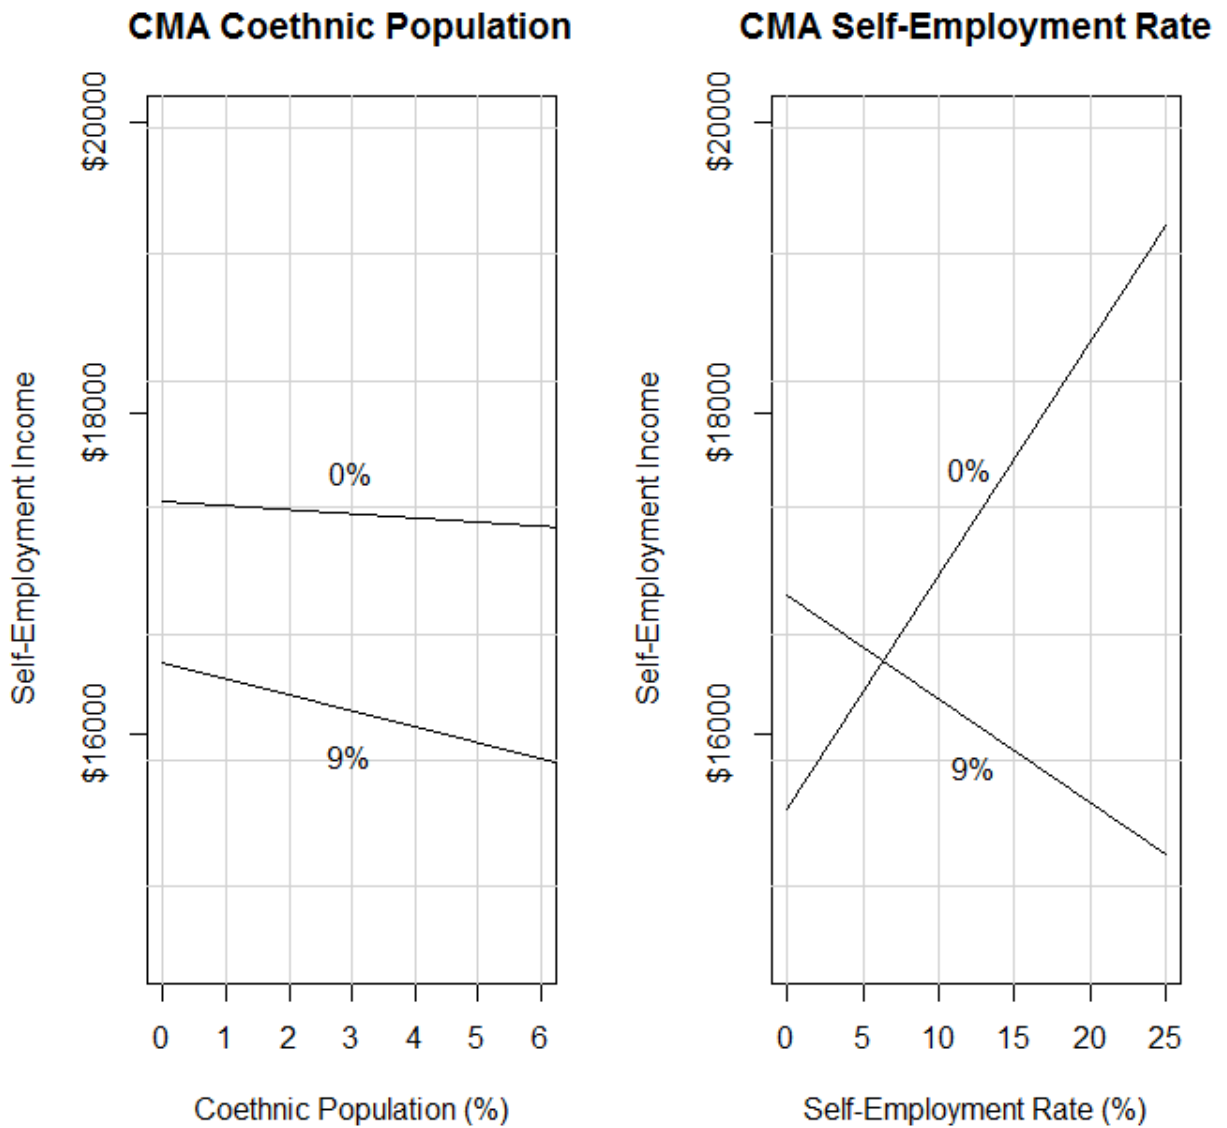 CMA Coethnic Population
$20000
$18000
$16000
Self-Employment Income
0%
9%
0 1 2 3 4 5 6
Coethnic Population (%)
CMA Self-Employment Rate
$20000
$18000
$16000
Self-Employment Income
0%
9%
0 5 10 15 20 25
Self-Employment Rate (%)